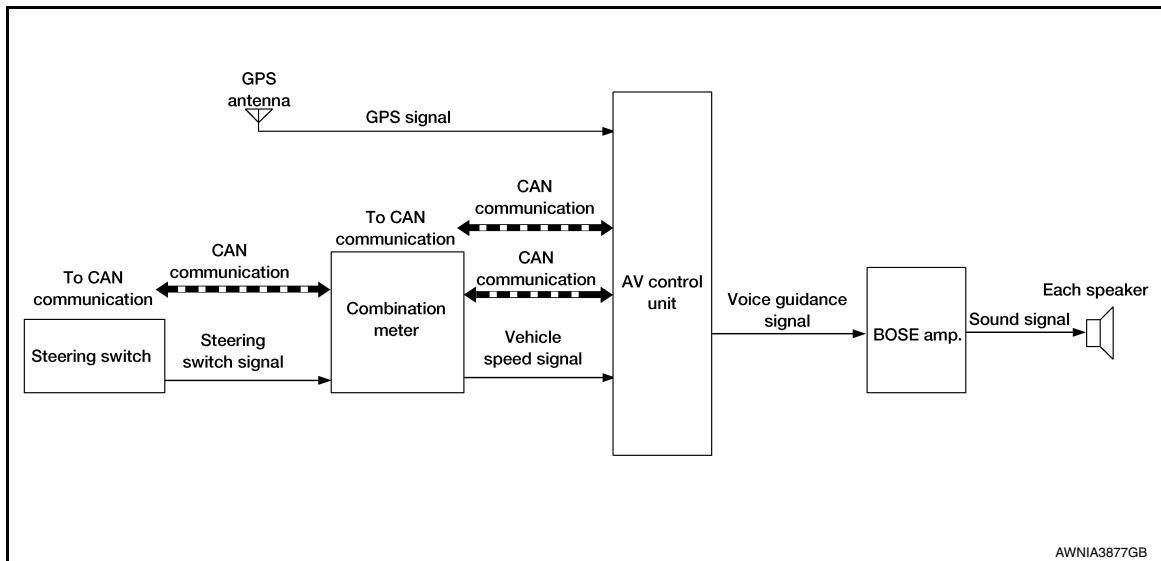 GPS
antenna
GPS signal
CAN
communication
To CAN
communication
CAN
communication
CAN
communication
To CAN
communication
AV control
unit
Combination
meter
Voice guidance
signal
Each speaker
Sound signal
BOSE amp.
Steering switch
Steering
switch signal
Vehicle
speed signal
AWNIA3877GB